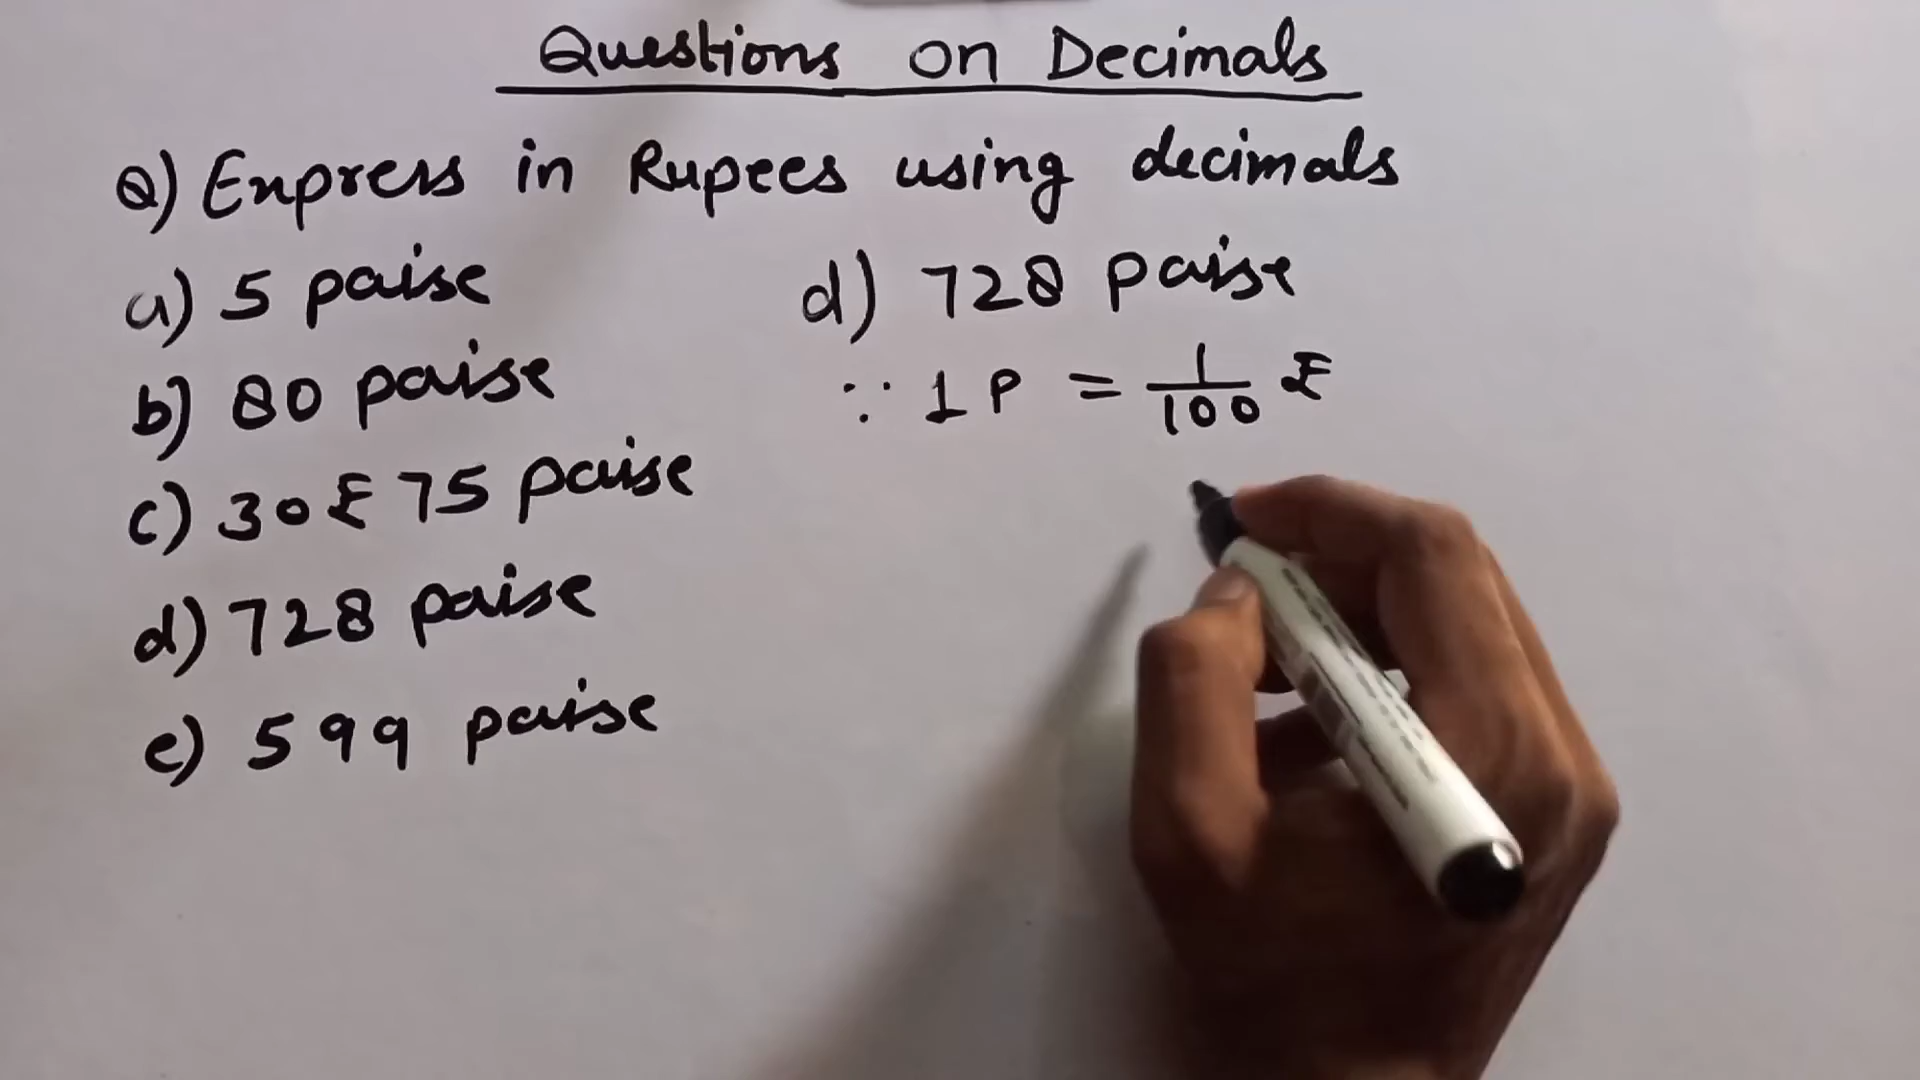 Questions on Decimals
Q) Express in Rupees using decimals
a) 5 paise
b) 80 paise
c) 30 ₹ 75 paise
d) 728 paise
e) 599 paise
d) 728 paise
∵ 1 P = 1/100 ₹